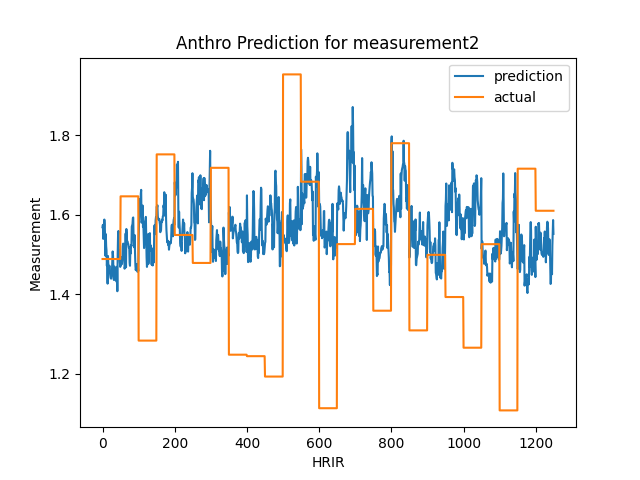 Anthro Prediction for measurement2
prediction
actual
Measurement
1.8
1.6
1.4
1.2
0
200
400
600
800
1000
1200
HRIR